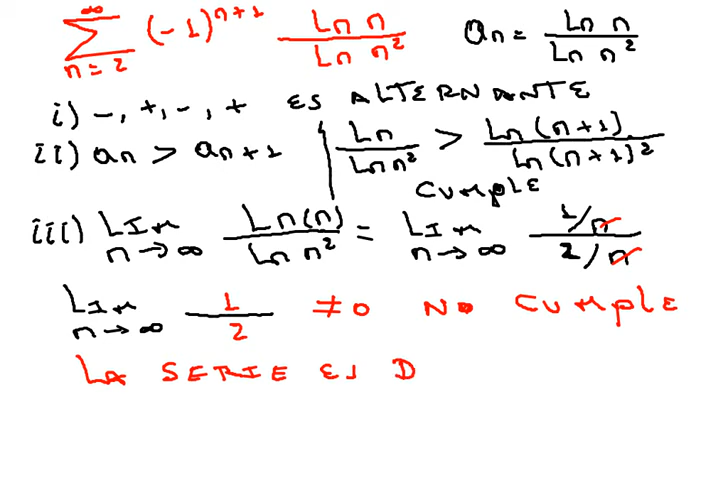 ∞ ∑ n=2 (-1)^{n+1} Ln n / Ln n² an = Ln n / Ln n²
i) -, +, -, + ES ALTERNANTE
ii) an > an+1 | Ln / Ln n² > Ln (n+1) / Ln (n+1)²
CUMPLE
iii) LIM n→∞ Ln(n) / Ln n² = LIM n→∞ 1/n / 2/n
LIM n→∞ 1/2 ≠0 NO CUMPLE
LA SERIE ES D